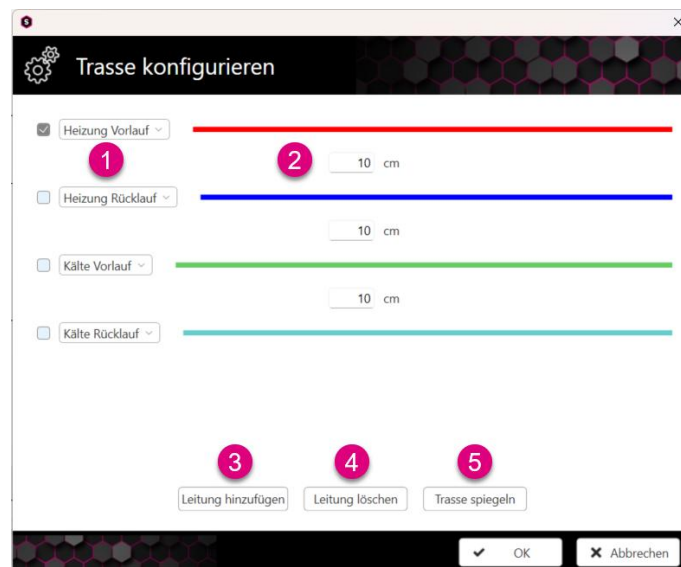 Trasse konfigurieren
Heizung Vorlauf
1
2
10 cm
Heizung Rücklauf
10 cm
Kälte Vorlauf
10 cm
Kälte Rücklauf
3
4
5
Leitung hinzufügen
Leitung löschen
Trasse spiegeln
OK
Abbrechen